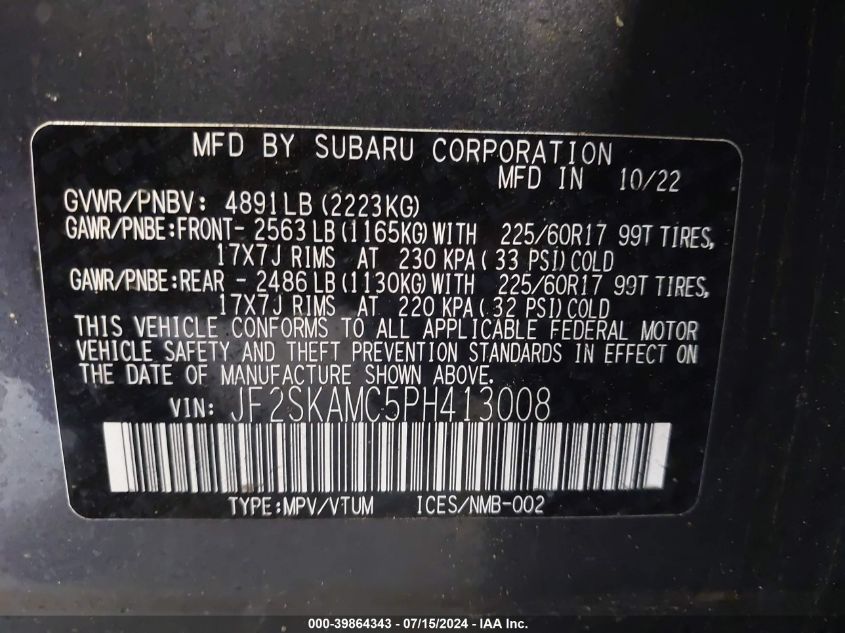 MFD BY SUBARU CORPORATION
MFD IN 10/22
GVWR/PNBV: 4891LB (2223KG)
GAWR/PNBE:FRONT- 2563LB (1165KG) WITH 225/60R17 99T TIRES,
17X7J RIMS AT 230 KPA( 33 PSI)COLD
GAWR/PNBE:REAR - 2486LB (1130KG) WITH 225/60R17 99T TIRES,
17X7J RIMS AT 220 KPA( 32 PSI)COLD
THIS VEHICLE CONFORMS TO ALL APPLICABLE FEDERAL MOTOR
VEHICLE SAFETY AND THEFT PREVENTION STANDARDS IN EFFECT ON
THE DATE OF MANUFACTURE SHOWN ABOVE.
VIN: JF2SKAMC5PH413008
TYPE:MPV/VTUM ICES/NMB-002
000-39864343 - 07/15/2024 - IAA Inc.